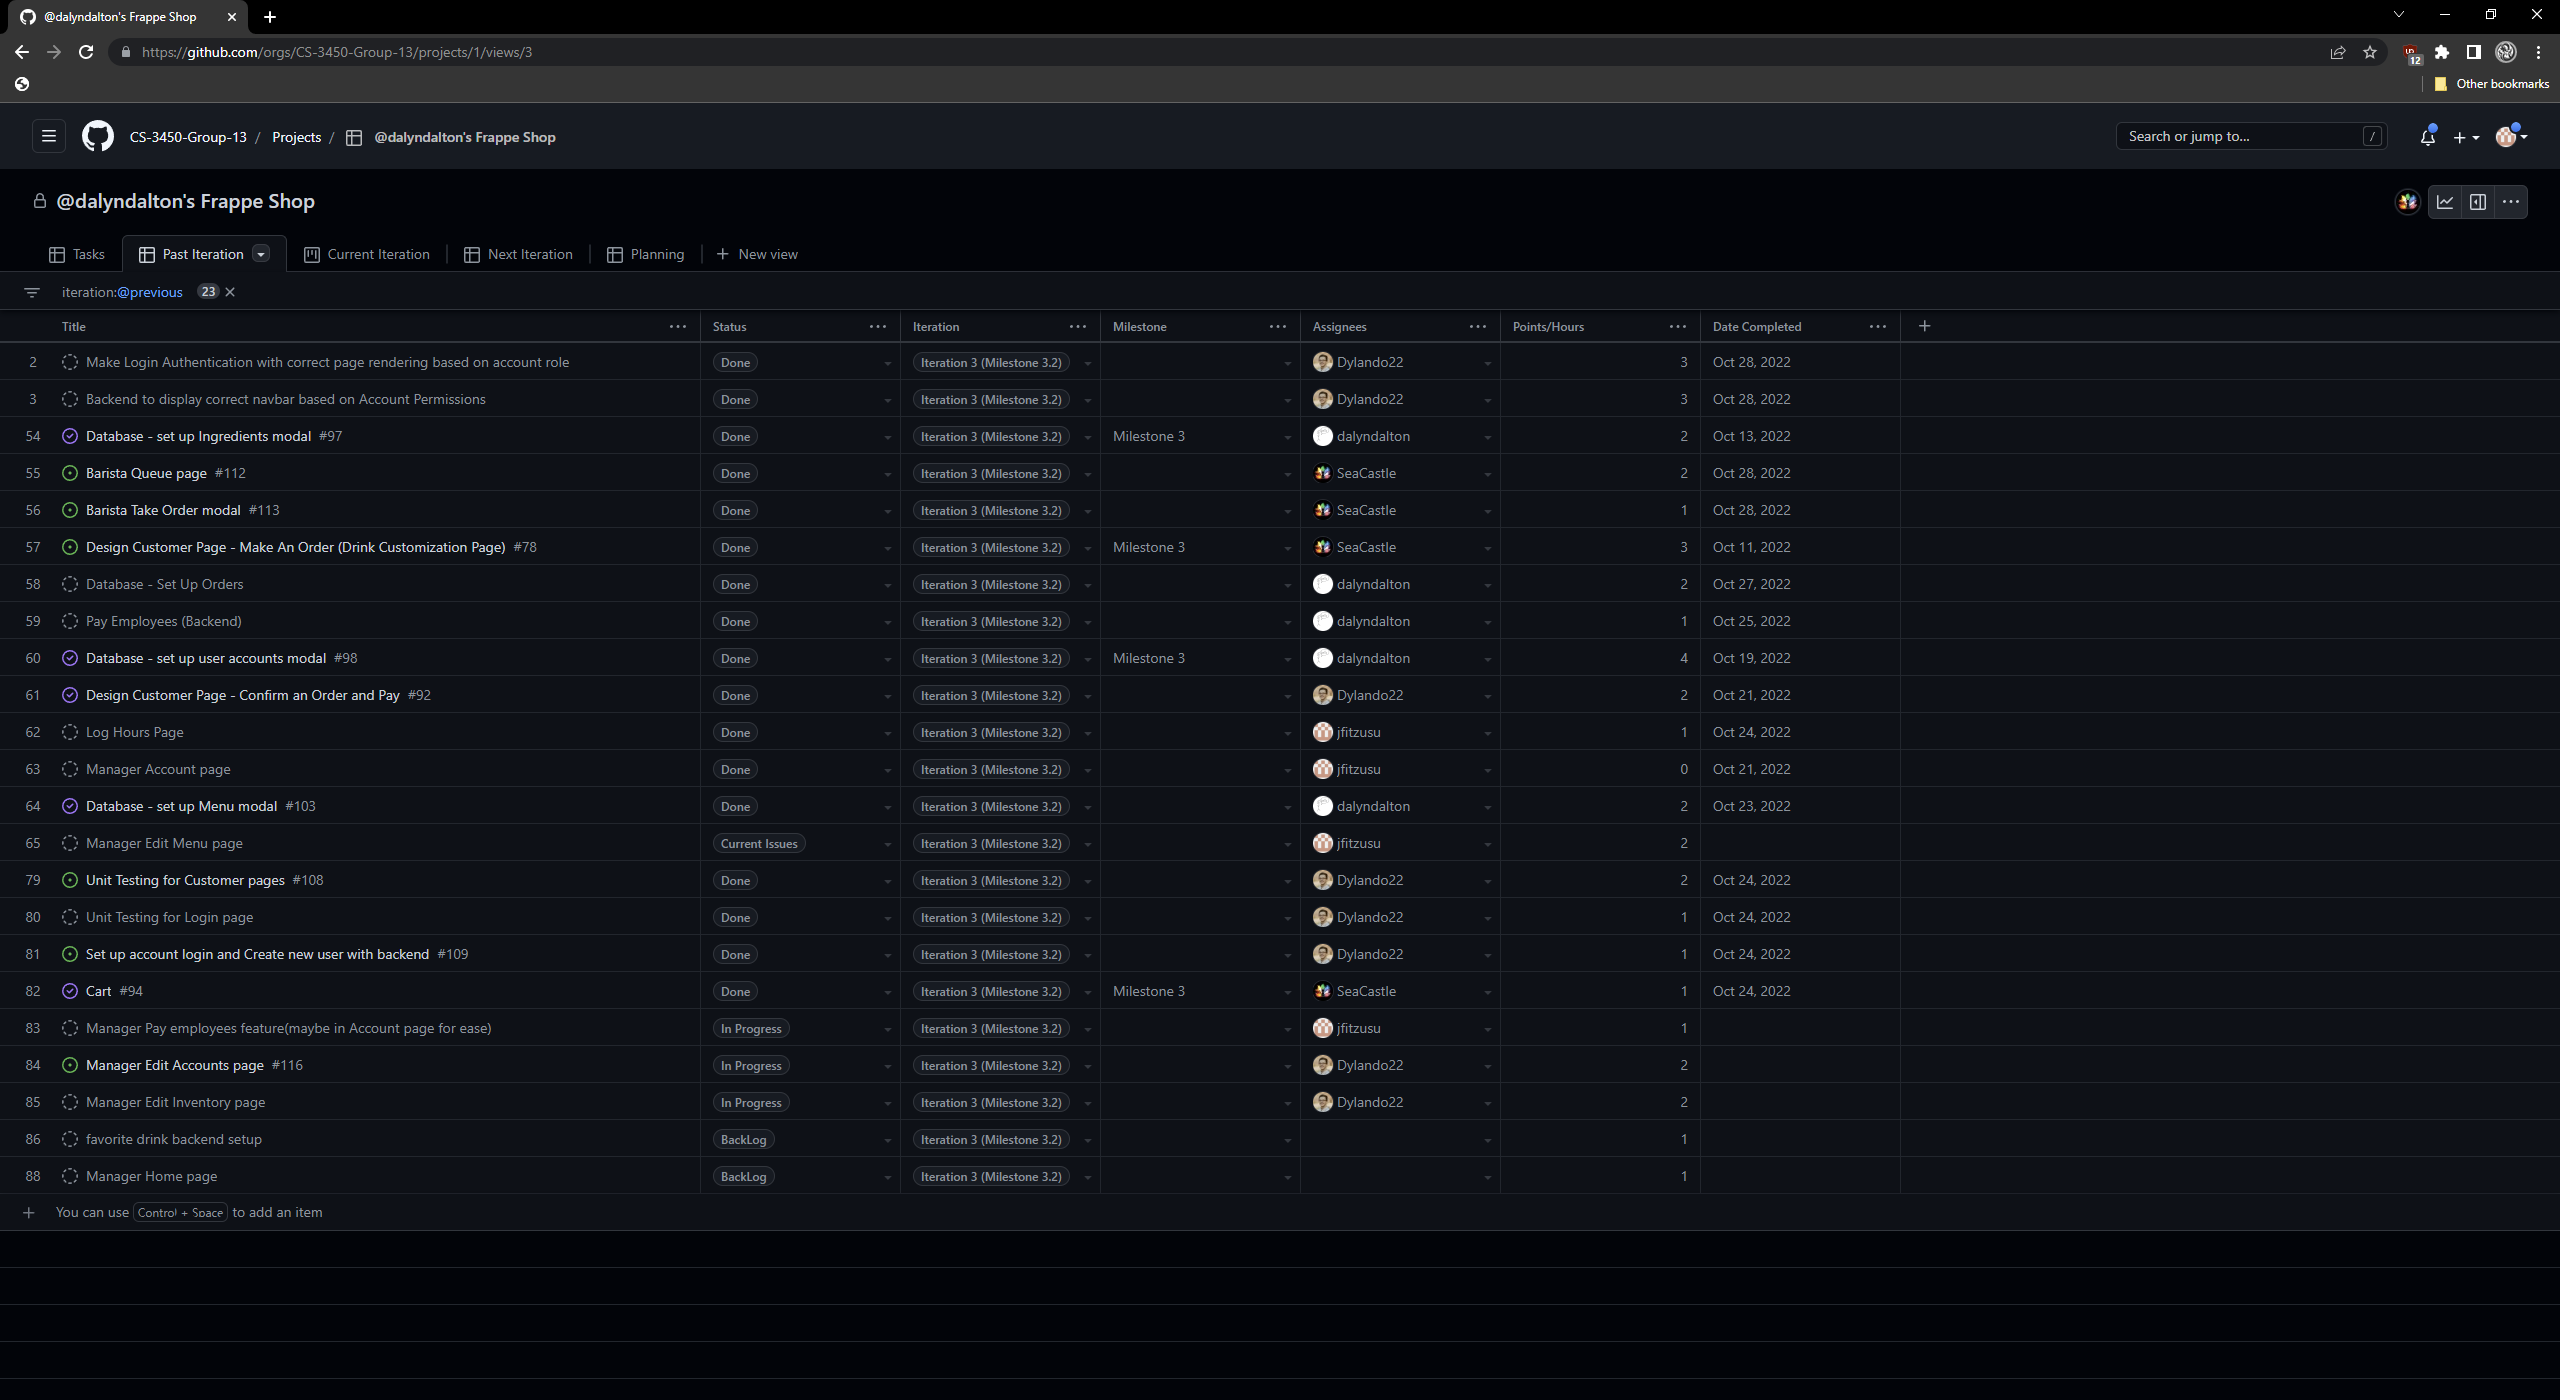 @dalyndalton's Frappe Shop
https://github.com/orgs/CS-3450-Group-13/projects/1/views/3
12
Other bookmarks
CS-3450-Group-13 / Projects / @dalyndalton's Frappe Shop
Search or jump to... /
@dalyndalton's Frappe Shop
Tasks Past Iteration Current Iteration Next Iteration Planning + New view
iteration:@previous 23
Title Status Iteration Milestone Assignees Points/Hours Date Completed
2 Make Login Authentication with correct page rendering based on account role Done Iteration 3 (Milestone 3.2) Dylando22 3 Oct 28, 2022
3 Backend to display correct navbar based on Account Permissions Done Iteration 3 (Milestone 3.2) Dylando22 3 Oct 28, 2022
54 Database - set up Ingredients modal #97 Done Iteration 3 (Milestone 3.2) Milestone 3 dalyndalton 2 Oct 13, 2022
55 Barista Queue page #112 Done Iteration 3 (Milestone 3.2) SeaCastle 2 Oct 28, 2022
56 Barista Take Order modal #113 Done Iteration 3 (Milestone 3.2) SeaCastle 1 Oct 28, 2022
57 Design Customer Page - Make An Order (Drink Customization Page) #78 Done Iteration 3 (Milestone 3.2) Milestone 3 SeaCastle 3 Oct 11, 2022
58 Database - Set Up Orders Done Iteration 3 (Milestone 3.2) dalyndalton 2 Oct 27, 2022
59 Pay Employees (Backend) Done Iteration 3 (Milestone 3.2) dalyndalton 1 Oct 25, 2022
60 Database - set up user accounts modal #98 Done Iteration 3 (Milestone 3.2) Milestone 3 dalyndalton 4 Oct 19, 2022
61 Design Customer Page - Confirm an Order and Pay #92 Done Iteration 3 (Milestone 3.2) Dylando22 2 Oct 21, 2022
62 Log Hours Page Done Iteration 3 (Milestone 3.2) jfitzusu 1 Oct 24, 2022
63 Manager Account page Done Iteration 3 (Milestone 3.2) jfitzusu 0 Oct 21, 2022
64 Database - set up Menu modal #103 Done Iteration 3 (Milestone 3.2) dalyndalton 2 Oct 23, 2022
65 Manager Edit Menu page Current Issues Iteration 3 (Milestone 3.2) jfitzusu 2
79 Unit Testing for Customer pages #108 Done Iteration 3 (Milestone 3.2) Dylando22 2 Oct 24, 2022
80 Unit Testing for Login page Done Iteration 3 (Milestone 3.2) Dylando22 1 Oct 24, 2022
81 Set up account login and Create new user with backend #109 Done Iteration 3 (Milestone 3.2) Dylando22 1 Oct 24, 2022
82 Cart #94 Done Iteration 3 (Milestone 3.2) Milestone 3 SeaCastle 1 Oct 24, 2022
83 Manager Pay employees feature(maybe in Account page for ease) In Progress Iteration 3 (Milestone 3.2) jfitzusu 1
84 Manager Edit Accounts page #116 In Progress Iteration 3 (Milestone 3.2) Dylando22 2
85 Manager Edit Inventory page In Progress Iteration 3 (Milestone 3.2) Dylando22 2
86 favorite drink backend setup BackLog Iteration 3 (Milestone 3.2) 1
88 Manager Home page BackLog Iteration 3 (Milestone 3.2) 1
+ You can use Control + Space to add an item